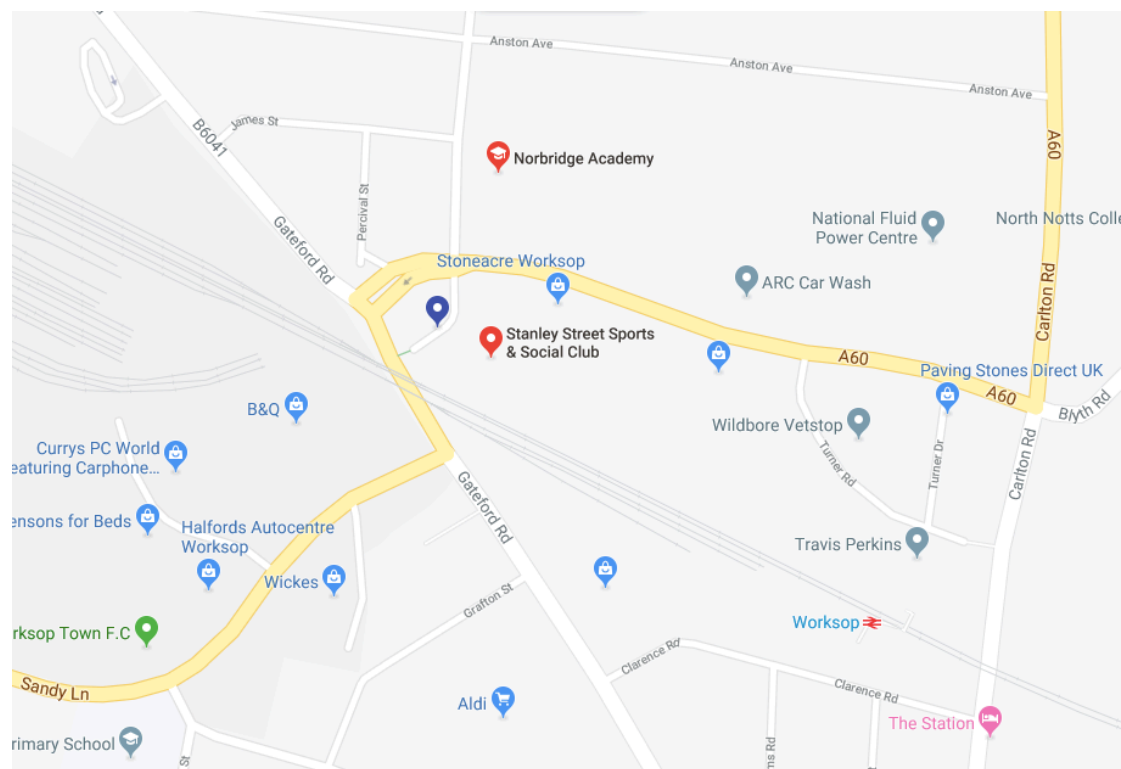 Anston Ave
Anston Ave
Anston Ave
B6041
James St
A60
Norbridge Academy
Percival St
National Fluid
Power Centre
North Notts Colle
Gateford Rd
Stoneacre Worksop
ARC Car Wash
Carlton Rd
Stanley Street Sports
& Social Club
A60
Paving Stones Direct UK
A60
Blyth Rd
B&Q
Wildbore Vetstop
Currys PC World
eaturing Carphone…
Turner Rd
Turner Dr
Carlton Rd
Gateford Rd
ensons for Beds
Halfords Autocentre
Worksop
Travis Perkins
Wickes
Grafton St
rksop Town F.C
Worksop
Clarence Rd
Sandy Ln
Clarence Rd
Aldi
The Station
rimary School
St
ms Rd